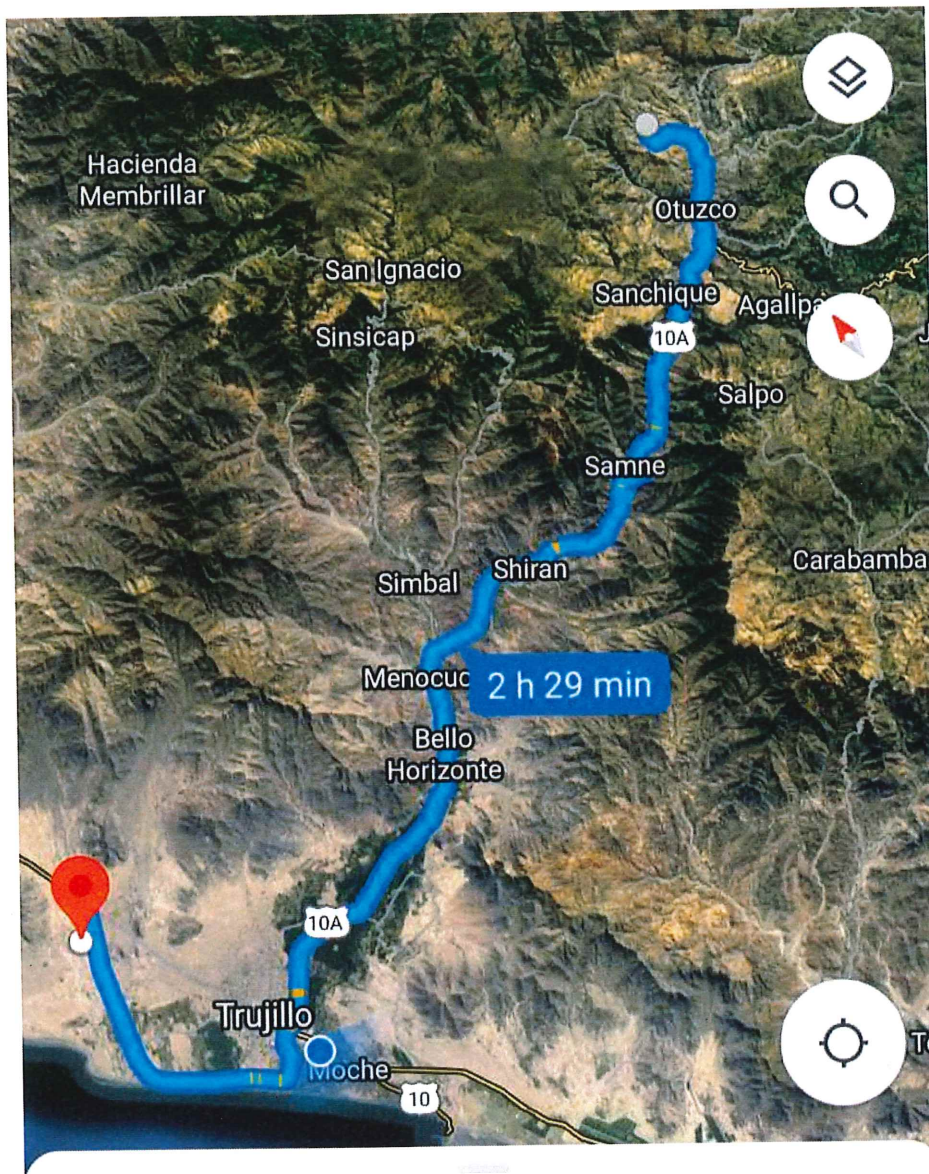 Hacienda
Membrillar
Otuzco
San Ignacio
Sanchique
Sinsicap
10A
Salpo
Samne
Shiran
Carabamba
Simbal
2 h 29 min
Bello
Horizonte
10A
Trujillo
Moche
10